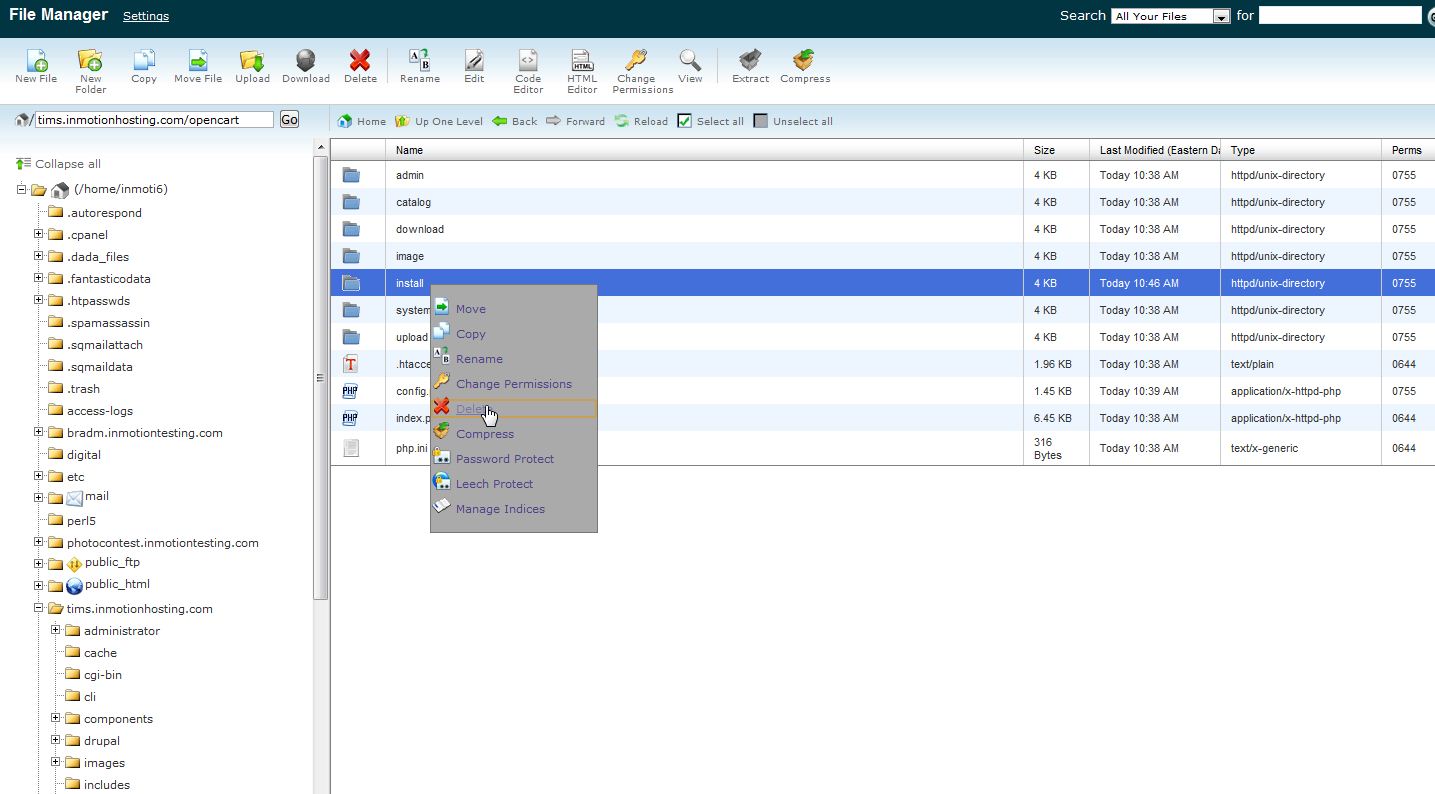 File Manager Settings Search All Your Files for
New File New Folder Copy Move File Upload Download Delete Rename Edit Code Editor HTML Editor Change Permissions View Extract Compress
/ tims.inmotionhosting.com/opencart Go Home Up One Level Back Forward Reload Select all Unselect all
Collapse all
(/home/inmoti6)
.autorespond
.cpanel
.dada_files
.fantasticodata
.htpasswds
.spamassassin
.sqmailattach
.sqmaildata
.trash
access-logs
bradm.inmotiontesting.com
digital
etc
mail
perl5
photocontest.inmotiontesting.com
public_ftp
public_html
tims.inmotionhosting.com
administrator
cache
cgi-bin
cli
components
drupal
images
includes
Name Size Last Modified (Eastern Da Type Perms
admin 4 KB Today 10:38 AM httpd/unix-directory 0755
catalog 4 KB Today 10:38 AM httpd/unix-directory 0755
download 4 KB Today 10:38 AM httpd/unix-directory 0755
image 4 KB Today 10:38 AM httpd/unix-directory 0755
install 4 KB Today 10:46 AM httpd/unix-directory 0755
system 4 KB Today 10:38 AM httpd/unix-directory 0755
upload 4 KB Today 10:38 AM httpd/unix-directory 0755
T .htacce 1.96 KB Today 10:38 AM text/plain 0644
PHP config. 1.45 KB Today 10:39 AM application/x-httpd-php 0755
PHP index.p 6.45 KB Today 10:38 AM application/x-httpd-php 0644
php.ini 316 Bytes Today 10:38 AM text/x-generic 0644
Move
Copy
Rename
Change Permissions
Delete
Compress
Password Protect
Leech Protect
Manage Indices